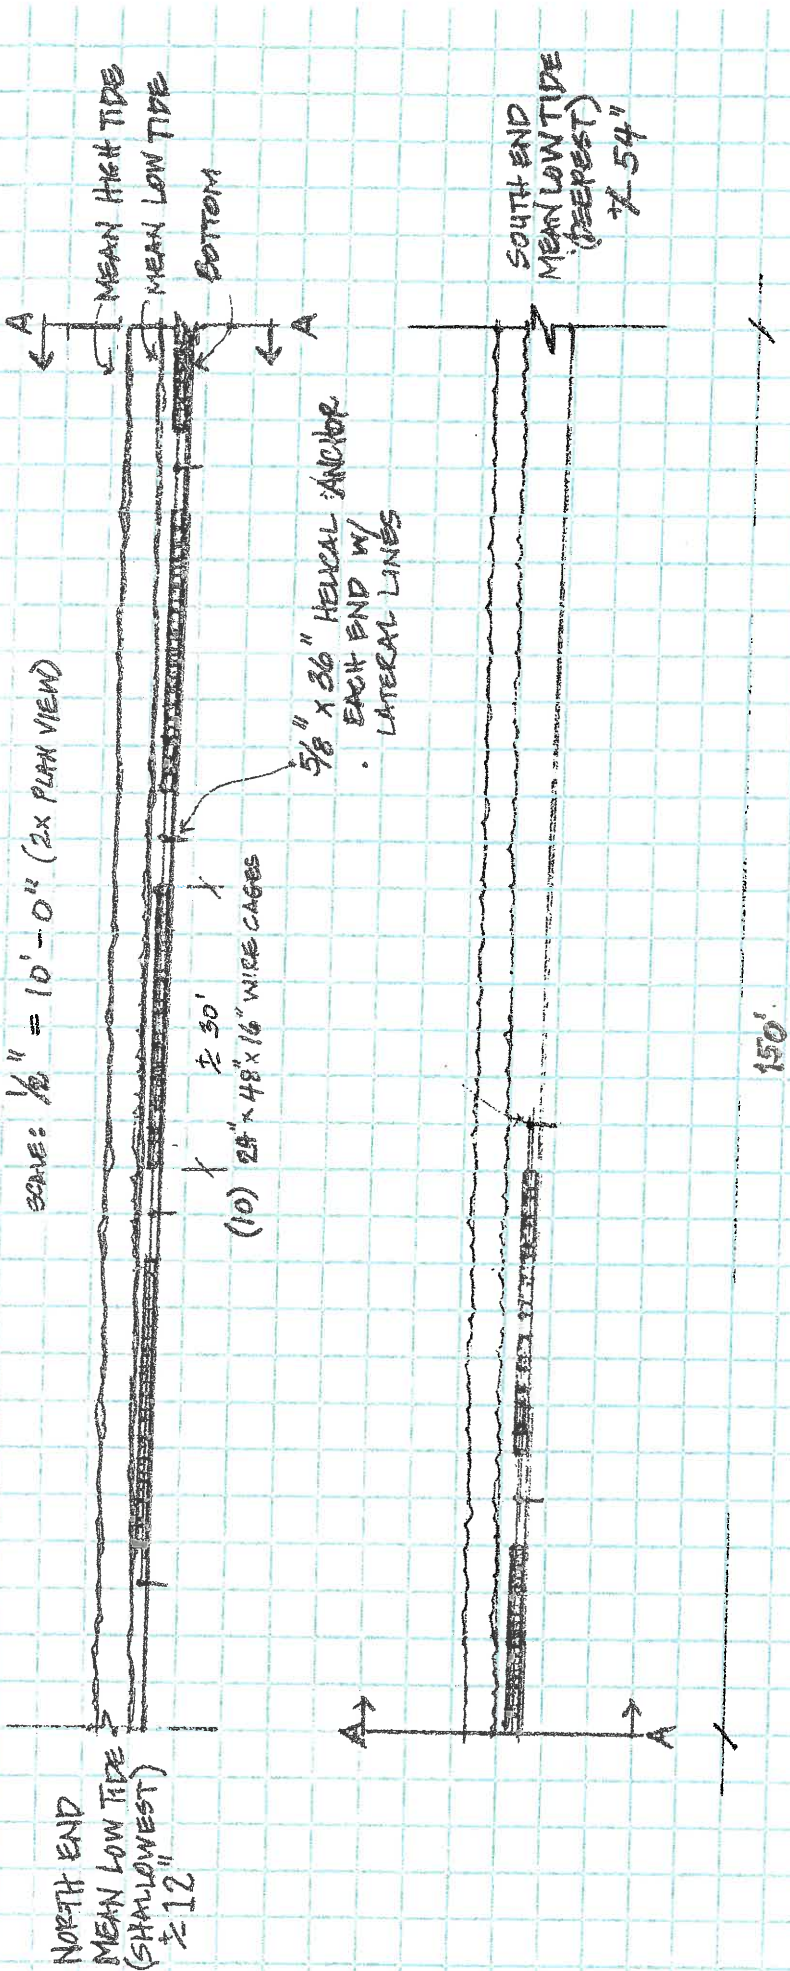 SCALE: 1/2" = 10'-0" (2X PLAN VIEW)
NORTH END
MEAN LOW TIDE
(SHALLOWEST)
± 12"
A
MEAN HIGH TIDE
MEAN LOW TIDE
BOTTOM
A
± 30'
(10) 24" X 48" X 16" WIRE CAGES
5/8" X 36" HELICAL ANCHOR
EACH END W/
LATERAL LINES
A
A
SOUTH END
MEAN LOW TIDE
(DEEPEST)
+/- 54"
150'